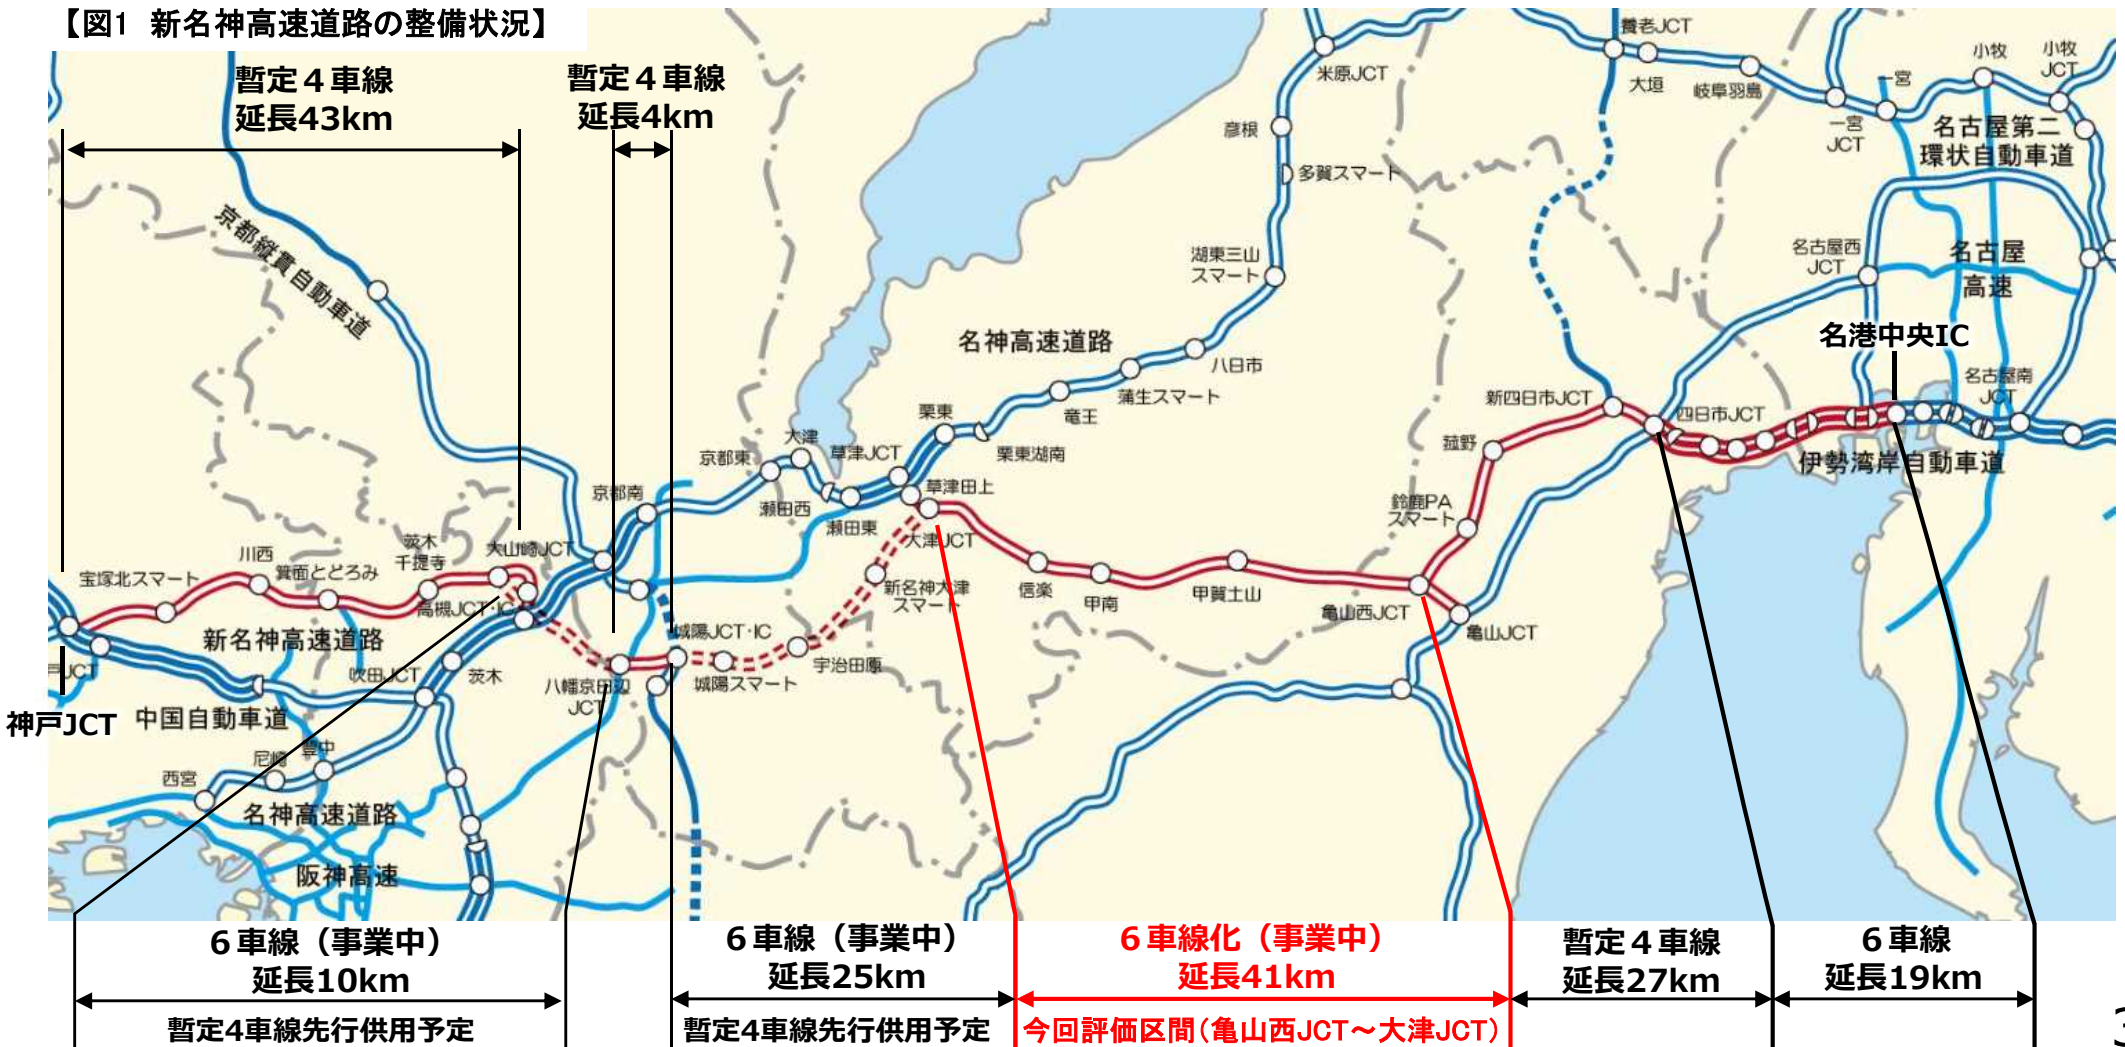 【図1 新名神高速道路の整備状況】
暫定４車線
延長43km
暫定４車線
延長4km
養老JCT
米原JCT
大垣
岐阜羽島
一宮
JCT
一宮
小牧
小牧
JCT
名古屋第二
環状自動車道
彦根
多賀スマート
京都縦貫自動車道
湖東三山
スマート
名古屋西
JCT
名古屋
高速
名神高速道路
八日市
蒲生スマート
竜王
名港中央IC
名古屋南
JCT
新四日市JCT
四日市JCT
菰野
伊勢湾岸自動車道
栗東
栗東湖南
大津
草津JCT
京都東
瀬田西
瀬田東
草津田上
大津JCT
京都南
鈴鹿PA
スマート
大山崎JCT
茨木
千提寺
川西
箕面とどろみ
宝塚北スマート
高槻JCT・IC
新名神大津
スマート
信楽
甲南
甲賀土山
亀山西JCT
亀山JCT
新名神高速道路
城陽JCT・IC
城陽スマート
宇治田原
戸JCT
吹田JCT
茨木
八幡京田辺
JCT
神戸JCT
中国自動車道
豊中
尼崎
西宮
名神高速道路
阪神高速
６車線（事業中）
延長10km
暫定4車線先行供用予定
６車線（事業中）
延長25km
暫定4車線先行供用予定
６車線化（事業中）
延長41km
今回評価区間（亀山西JCT～大津JCT）
暫定４車線
延長27km
６車線
延長19km